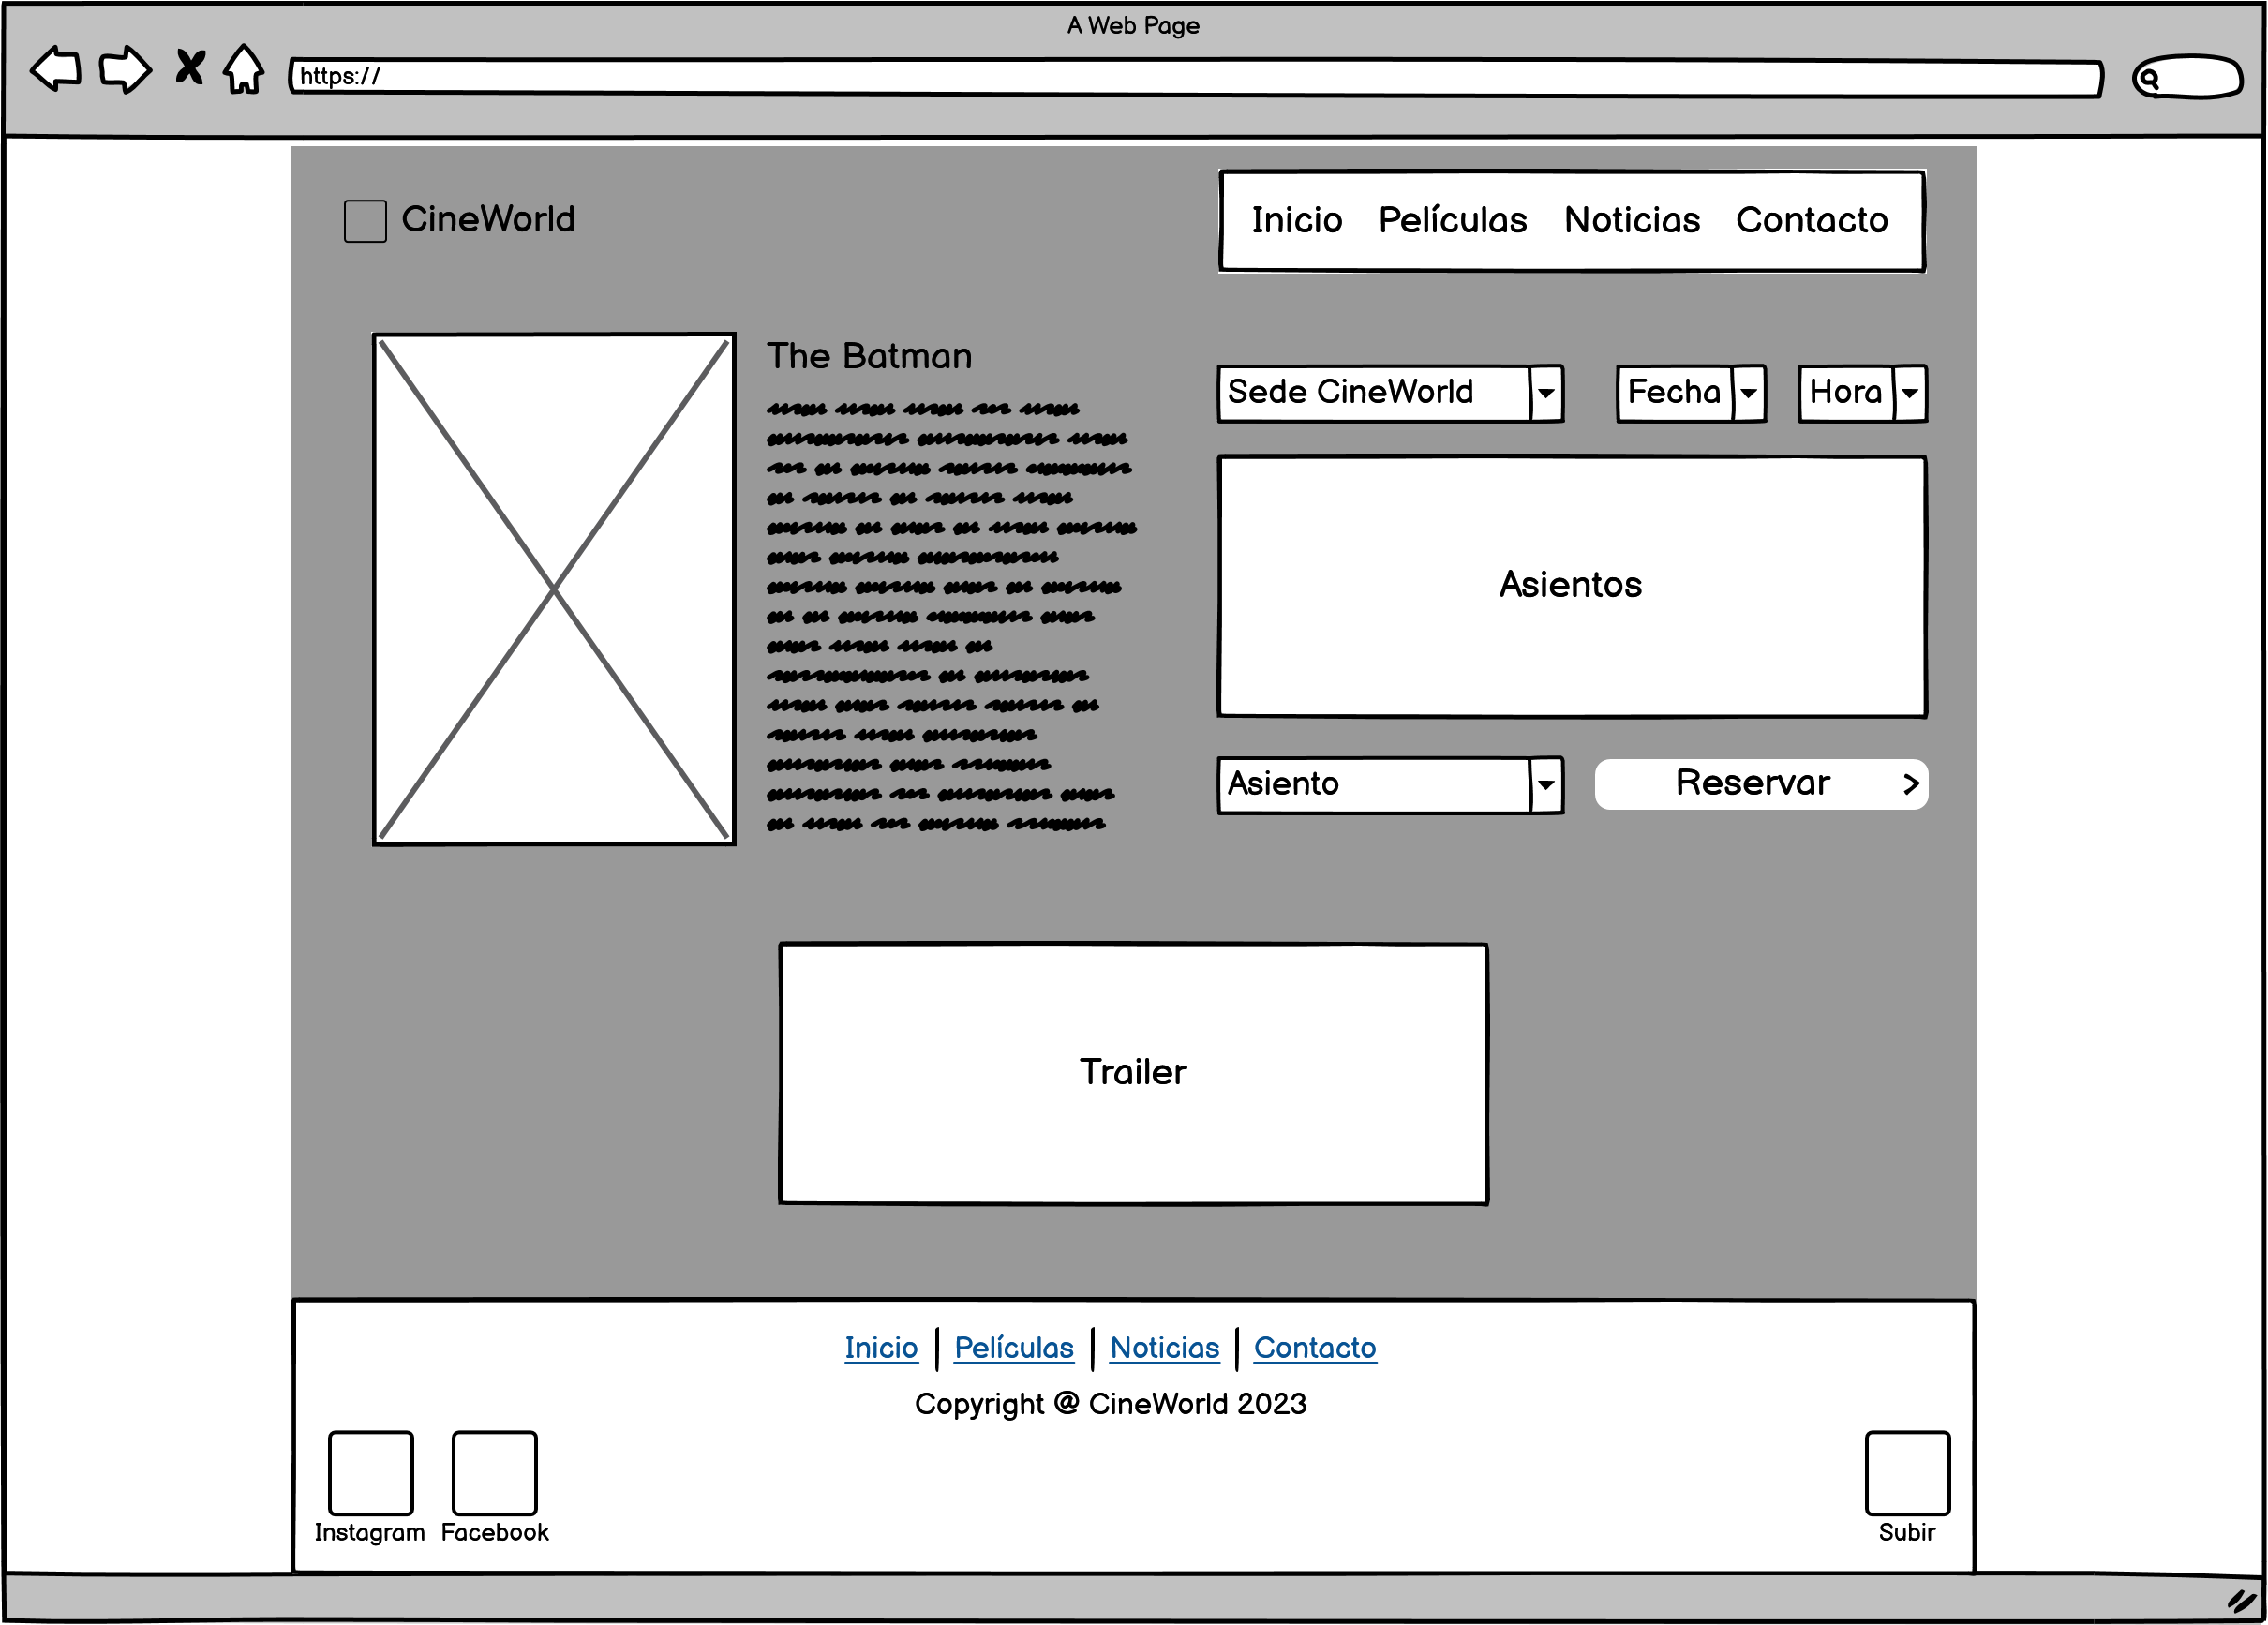 A Web Page
https://
CineWorld
Inicio Películas Noticias Contacto
The Batman
Sede CineWorld
Fecha
Hora
Asientos
Asiento
Reservar >
Trailer
Inicio | Películas | Noticias | Contacto
Copyright @ CineWorld 2023
Instagram
Facebook
Subir